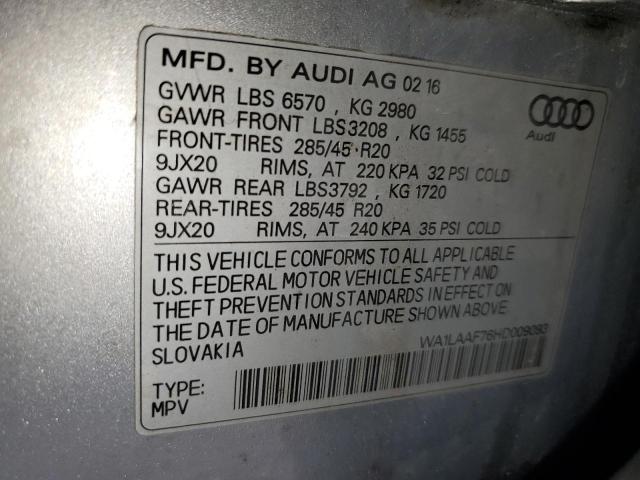 MFD. BY AUDI AG 02 16
GVWR LBS 6570 , KG 2980
GAWR FRONT LBS3208 , KG 1455
FRONT-TIRES 285/45 R20
9JX20 RIMS, AT 220 KPA 32 PSI COLD
GAWR REAR LBS3792 , KG 1720
REAR-TIRES 285/45 R20
9JX20 RIMS, AT 240 KPA 35 PSI COLD
Audi
THIS VEHICLE CONFORMS TO ALL APPLICABLE
U.S. FEDERAL MOTOR VEHICLE SAFETY AND
THEFT PREVENTION STANDARDS IN EFFECT ON
THE DATE OF MANUFACTURE SHOWN ABOVE
SLOVAKIA
WA1LAAF76HD009093
TYPE:
MPV